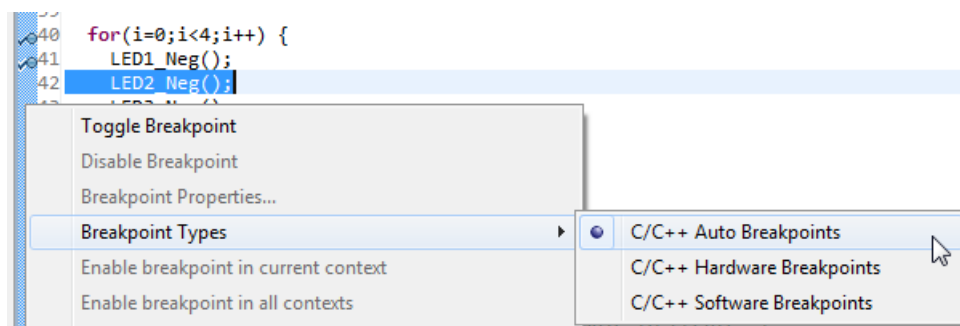 40 for(i=0;i<4;i++) {
41 LED1_Neg();
42 LED2_Neg();
Toggle Breakpoint
Disable Breakpoint
Breakpoint Properties...
Breakpoint Types
C/C++ Auto Breakpoints
Enable breakpoint in current context
C/C++ Hardware Breakpoints
Enable breakpoint in all contexts
C/C++ Software Breakpoints